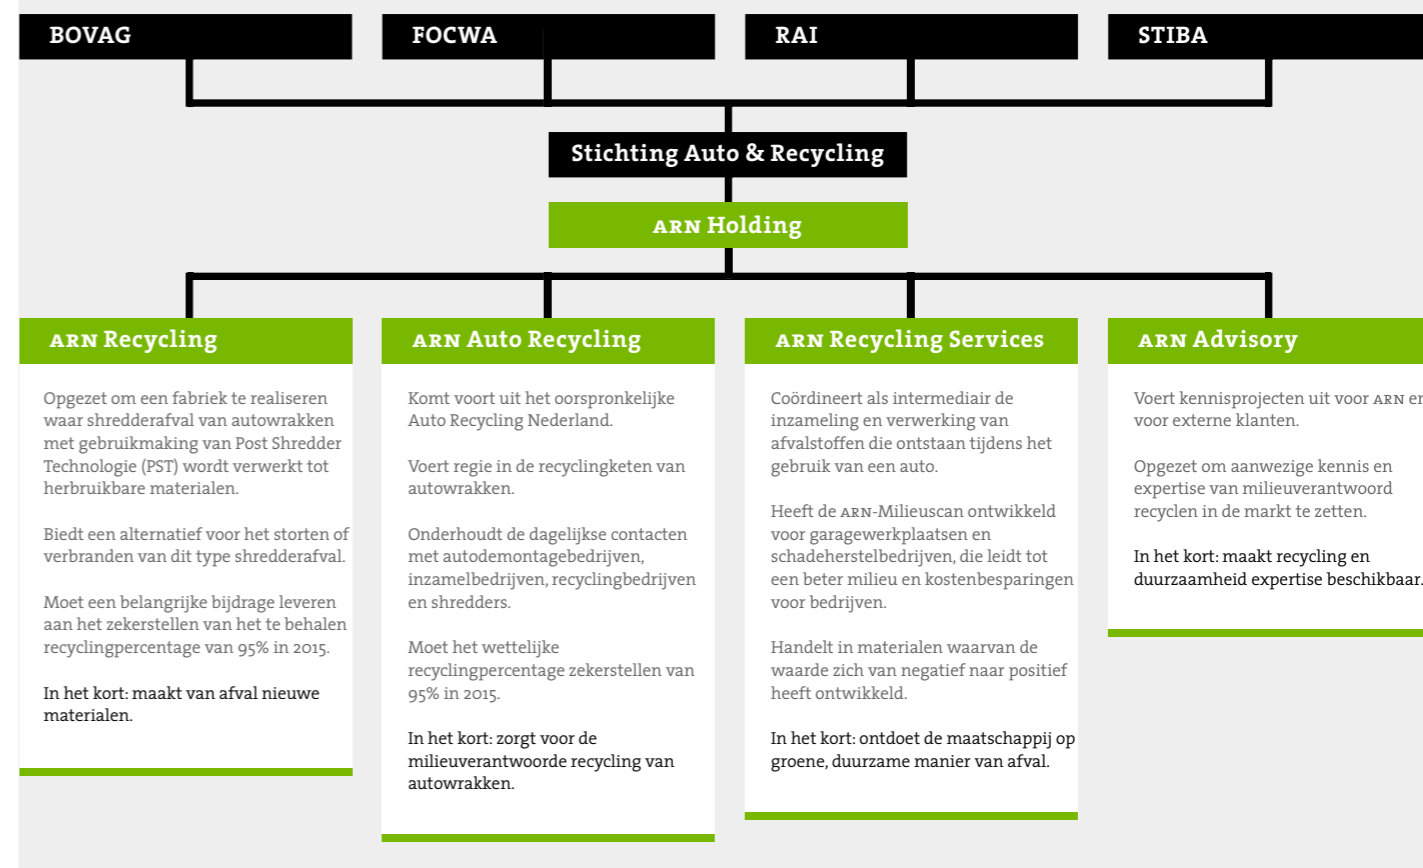 BOVAG
FOCWA
RAI
STIBA
Stichting Auto & Recycling
ARN Holding
ARN Recycling
Opgezet om een fabriek te realiseren
waar shredderafval van autowrakken
met gebruikmaking van Post Shredder
Technologie (PST) wordt verwerkt tot
herbruikbare materialen.
Biedt een alternatief voor het storten of
verbranden van dit type shredderafval.
Moet een belangrijke bijdrage leveren
aan het zekerstellen van het te behalen
recyclingpercentage van 95% in 2015.
In het kort: maakt van afval nieuwe
materialen.
ARN Auto Recycling
Komt voort uit het oorspronkelijke
Auto Recycling Nederland.
Voert regie in de recyclingketen van
autowrakken.
Onderhoudt de dagelijkse contacten
met autodemontagebedrijven,
inzamelbedrijven, recyclingbedrijven
en shredders.
Moet het wettelijke
recyclingpercentage zekerstellen van
95% in 2015.
In het kort: zorgt voor de
milieuverantwoorde recycling van
autowrakken.
ARN Recycling Services
Coördineert als intermediair de
inzameling en verwerking van
afvalstoffen die ontstaan tijdens het
gebruik van een auto.
Heeft de ARN-Milieuscan ontwikkeld
voor garagewerkplaatsen en
schadeherstelbedrijven, die leidt tot
een beter milieu en kostenbesparingen
voor bedrijven.
Handelt in materialen waarvan de
waarde zich van negatief naar positief
heeft ontwikkeld.
In het kort: ontdoet de maatschappij op
groene, duurzame manier van afval.
ARN Advisory
Voert kennisprojecten uit voor ARN
voor externe klanten.
Opgezet om aanwezige kennis en
expertise van milieuverantwoord
recyclen in de markt te zetten.
In het kort: maakt recycling en
duurzaamheid expertise beschikbaar.